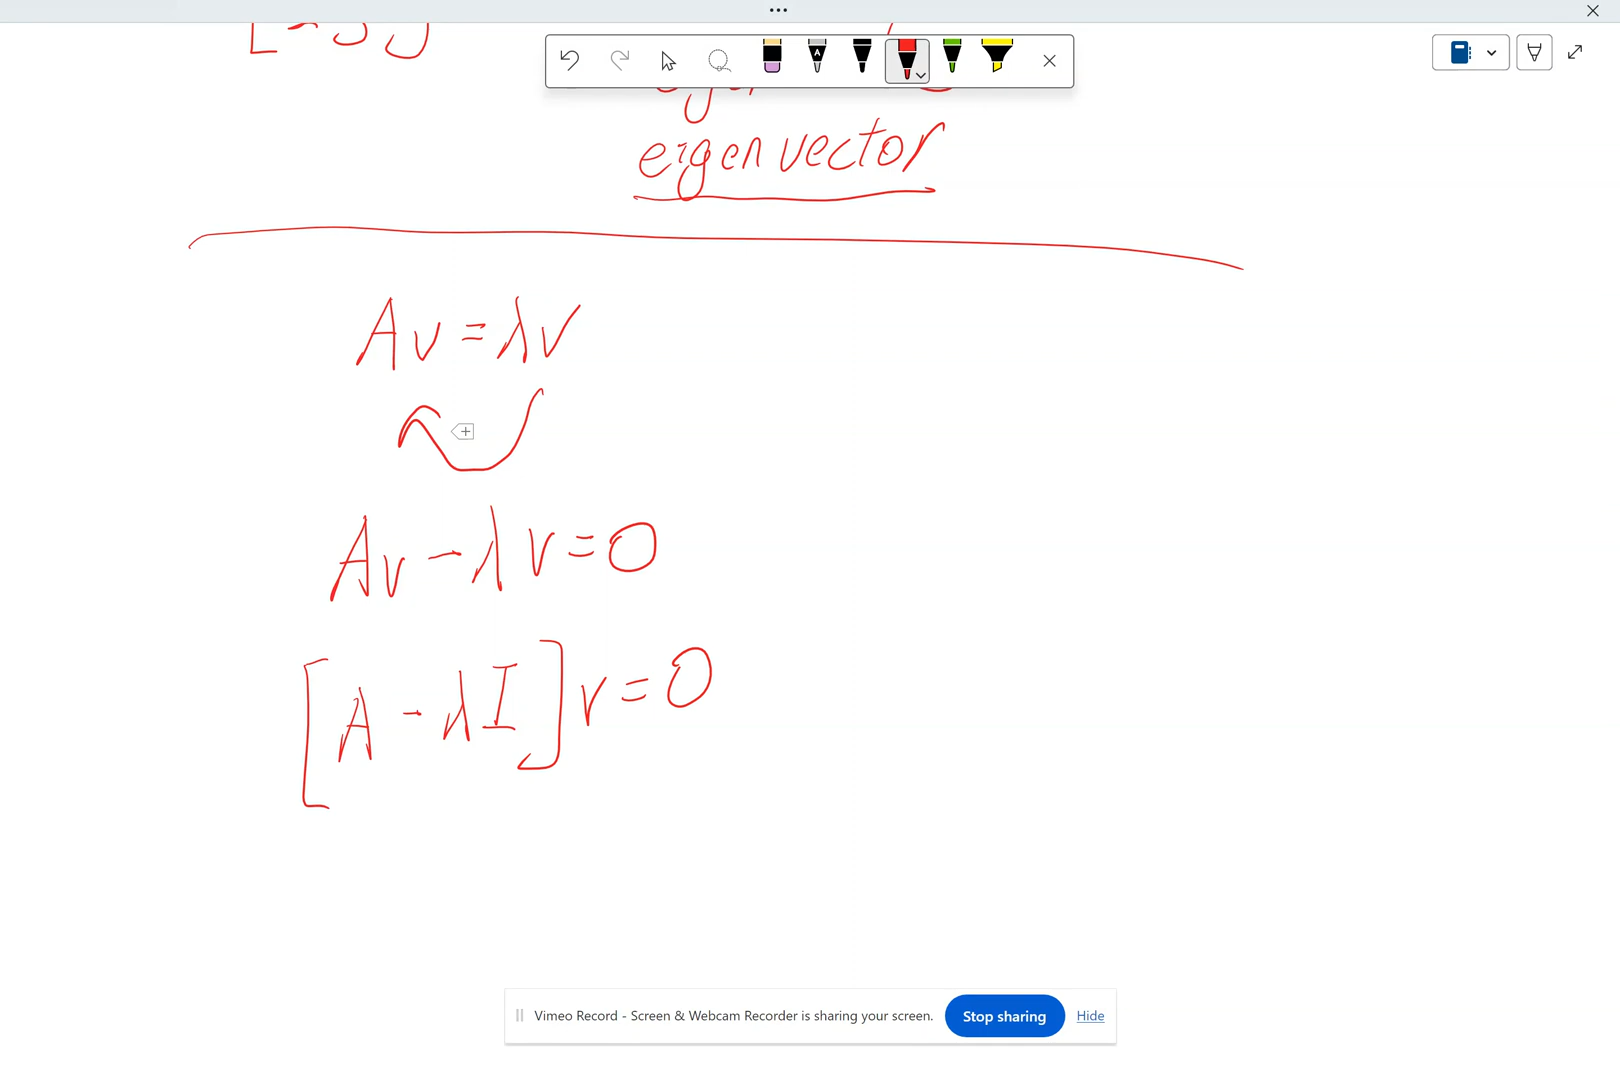 eigenvector
Av = λv
Av - λv = 0
[A - λI]v = 0
Vimeo Record - Screen & Webcam Recorder is sharing your screen. Stop sharing Hide